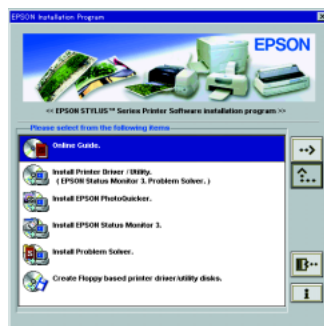 EPSON Installation Program
EPSON
<< EPSON STYLUS™ Series Printer Software installation program >>
Please select from the following items
Online Guide.
Install Printer Driver / Utility.
( EPSON Status Monitor 3. Problem Solver. )
Install EPSON PhotoQuicker.
Install EPSON Status Monitor 3.
Install Problem Solver.
Create Floppy based printer driver/utility disks.